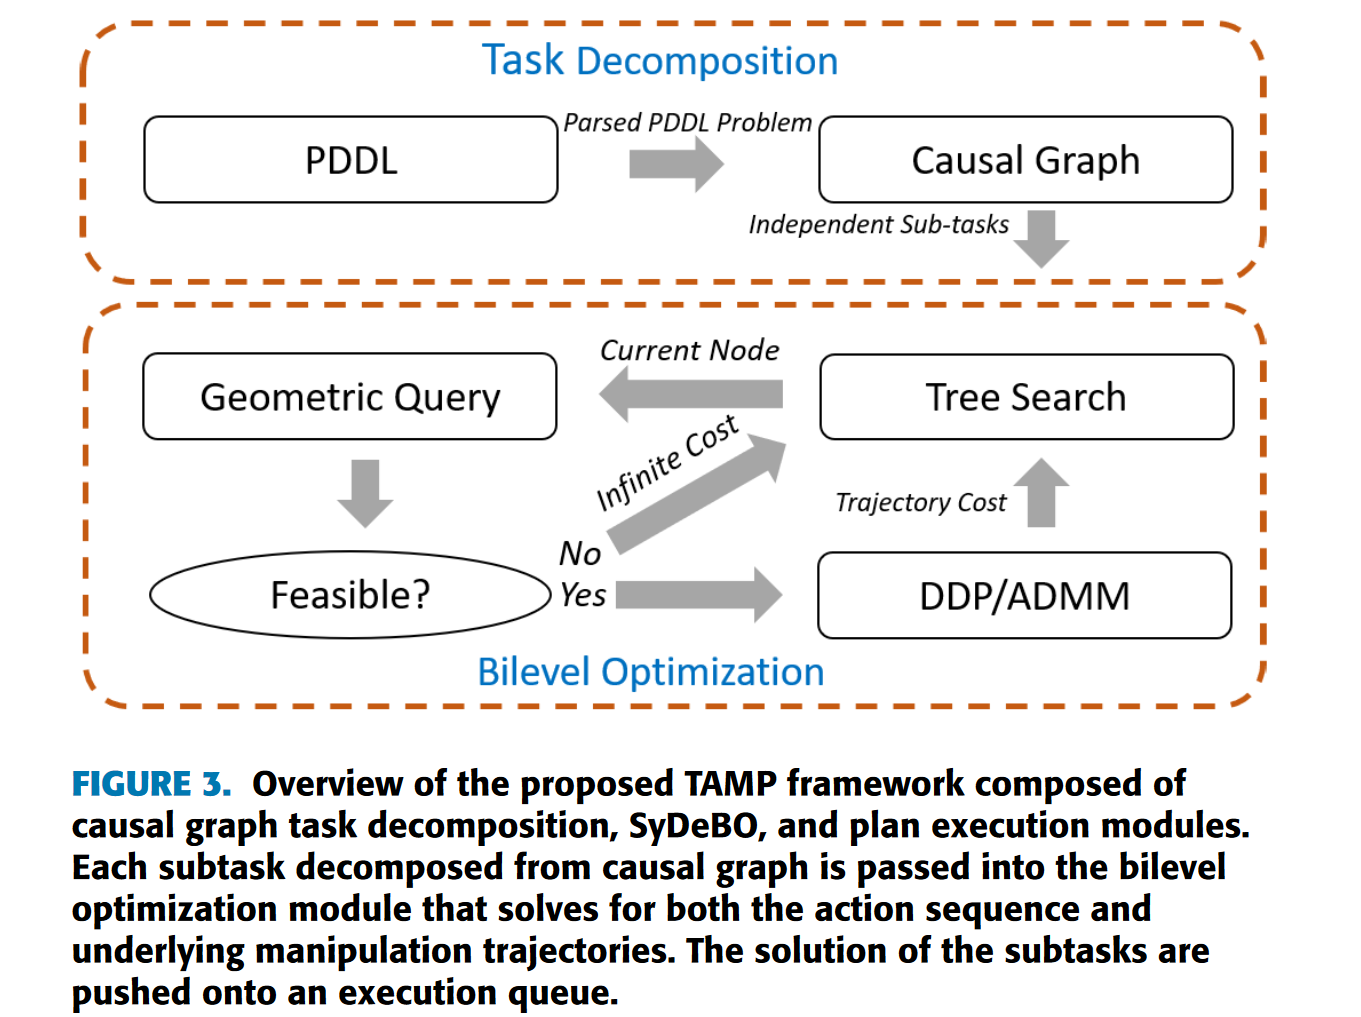 Task Decomposition
PDDL
Parsed PDDL Problem
Causal Graph
Independent Sub-tasks
Current Node
Geometric Query
Tree Search
Infinite Cost
Trajectory Cost
No
Feasible?
Yes
DDP/ADMM
Bilevel Optimization
FIGURE 3. Overview of the proposed TAMP framework composed of
causal graph task decomposition, SyDeBO, and plan execution modules.
Each subtask decomposed from causal graph is passed into the bilevel
optimization module that solves for both the action sequence and
underlying manipulation trajectories. The solution of the subtasks are
pushed onto an execution queue.